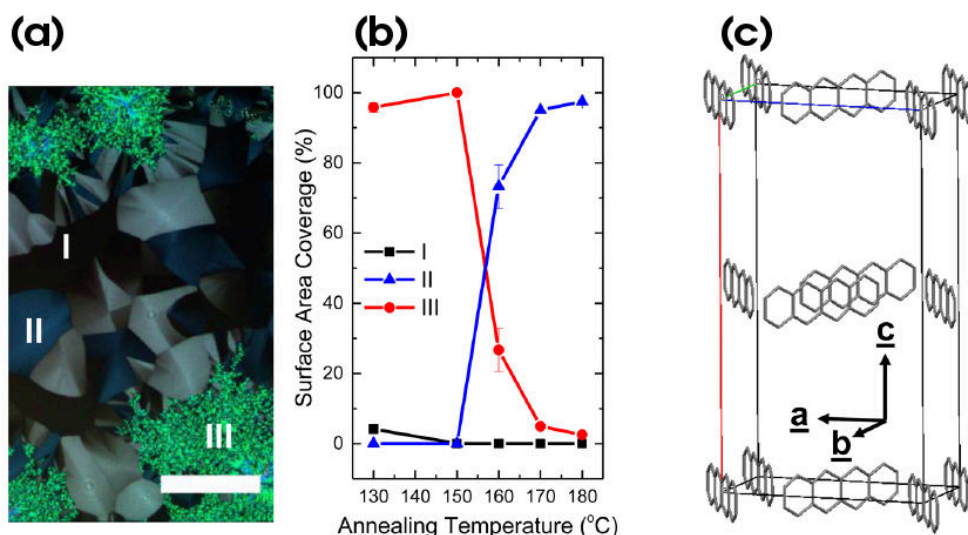 (a)
I
II
III
(b)
Surface Area Coverage (%)
100
80
60
40
20
0
I
II
III
130 140 150 160 170 180
Annealing Temperature (°C)
(c)
c
a
b